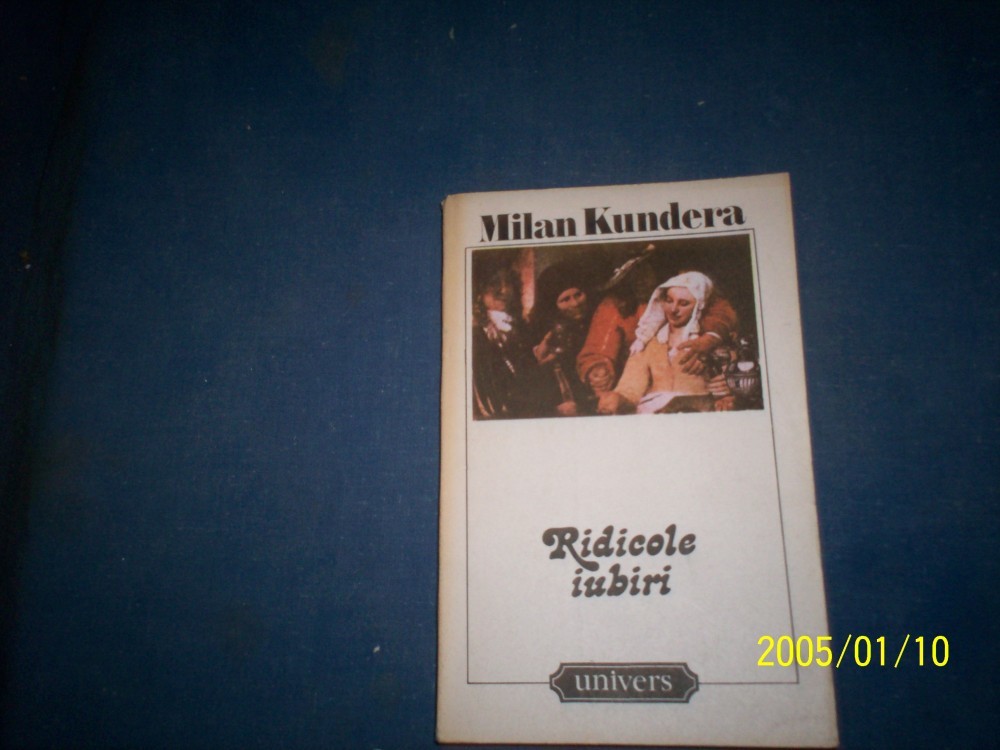 Milan Kundera
Ridicole
iubiri
univers
2005/01/10